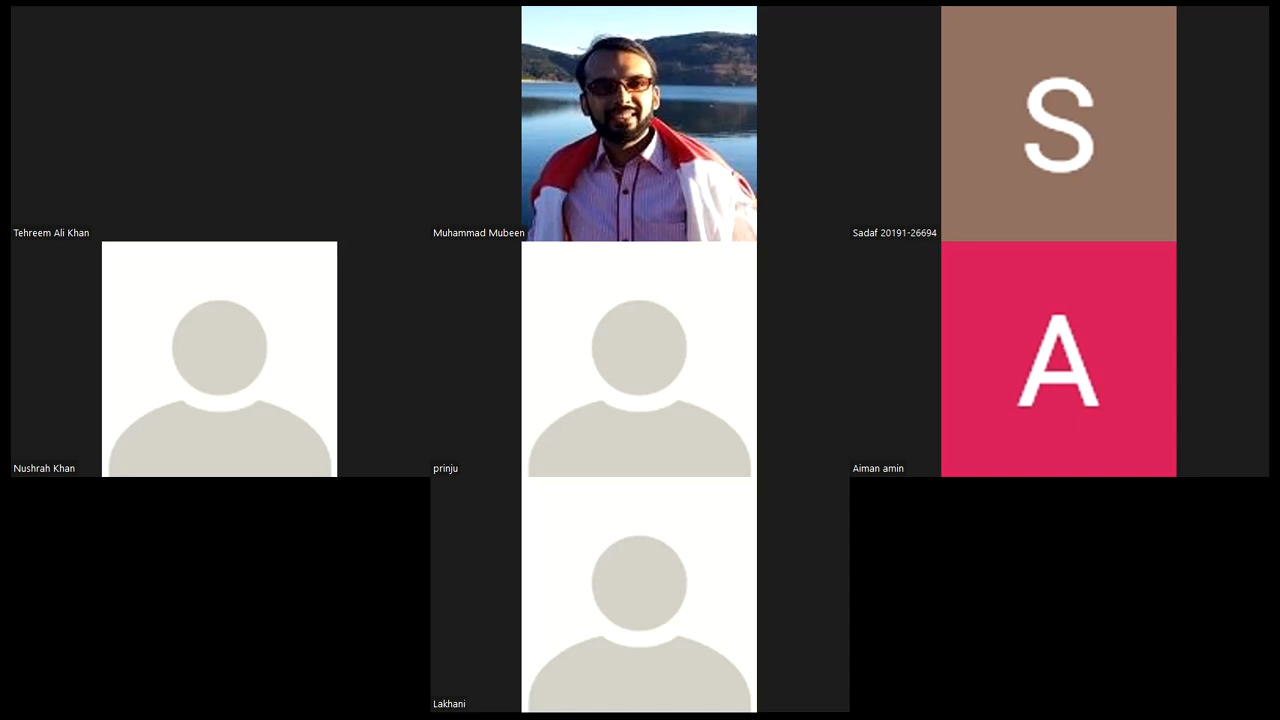 Tehreem Ali Khan
Muhammad Mubeen
S
Sadaf 20191-26694
Nushrah Khan
prinju
A
Aiman amin
Lakhani